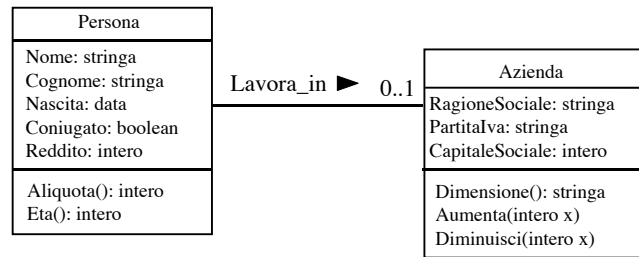 Persona
Nome: stringa
Cognome: stringa
Nascita: data
Coniugato: boolean
Reddito: intero
Aliquota(): intero
Eta(): intero
Lavora_in
0..1
Azienda
RagioneSociale: stringa
PartitaIva: stringa
CapitaleSociale: intero
Dimensione(): stringa
Aumenta(intero x)
Diminuisci(intero x)